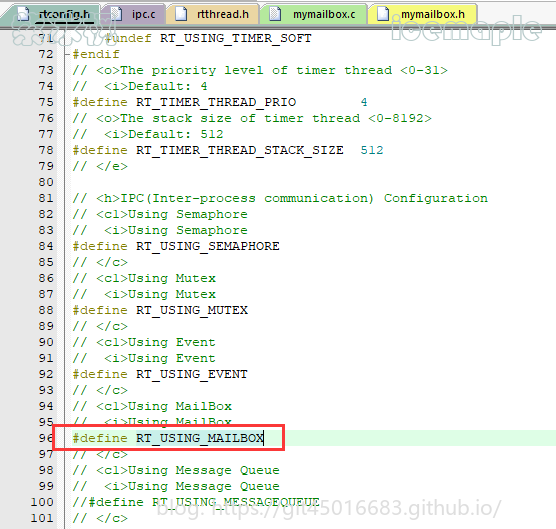 rtconfig.h ipc.c rtthread.h mymailbox.c mymailbox.h
icemaple
71 #undef RT_USING_TIMER_SOFT
72 #endif
73 // <o>The priority level of timer thread <0-31>
74 //  <i>Default: 4
75 #define RT_TIMER_THREAD_PRIO 4
76 // <o>The stack size of timer thread <0-8192>
77 //  <i>Default: 512
78 #define RT_TIMER_THREAD_STACK_SIZE 512
79 // </e>
80
81 // <h>IPC(Inter-process communication) Configuration
82 // <c1>Using Semaphore
83 //  <i>Using Semaphore
84 #define RT_USING_SEMAPHORE
85 // </c>
86 // <c1>Using Mutex
87 //  <i>Using Mutex
88 #define RT_USING_MUTEX
89 // </c>
90 // <c1>Using Event
91 //  <i>Using Event
92 #define RT_USING_EVENT
93 // </c>
94 // <c1>Using MailBox
95 //  <i>Using MailBox
96 #define RT_USING_MAILBOX
97 // </c>
98 // <c1>Using Message Queue
99 //  <i>Using Message Queue
100 //#define RT_USING_MESSAGEQUEUE
101 // </c>
blog: https://git45016683.github.io/